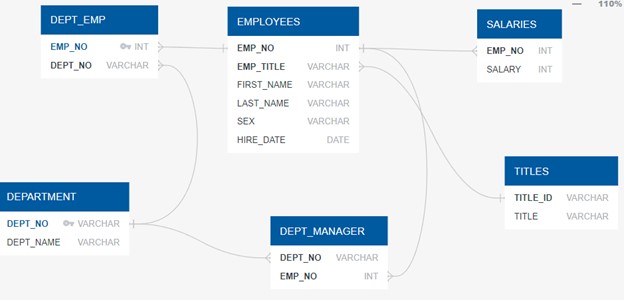 110%
DEPT_EMP
EMP_NO INT
DEPT_NO VARCHAR
EMPLOYEES
EMP_NO INT
EMP_TITLE VARCHAR
FIRST_NAME VARCHAR
LAST_NAME VARCHAR
SEX VARCHAR
HIRE_DATE DATE
SALARIES
EMP_NO INT
SALARY INT
TITLES
TITLE_ID VARCHAR
TITLE VARCHAR
DEPARTMENT
DEPT_NO VARCHAR
DEPT_NAME VARCHAR
DEPT_MANAGER
DEPT_NO VARCHAR
EMP_NO INT